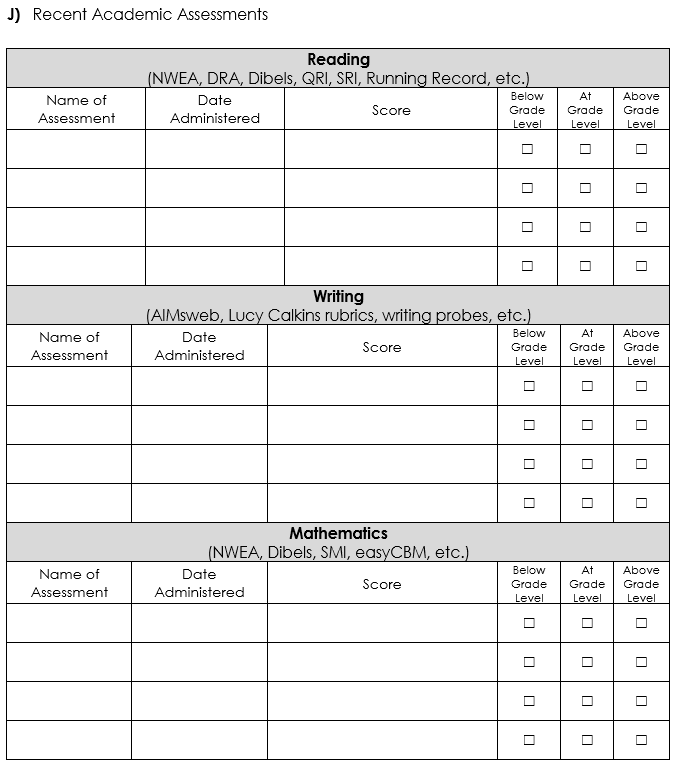 J) Recent Academic Assessments
Reading
(NWEA, DRA, Dibels, QRI, SRI, Running Record, etc.)
Name of Assessment Date Administered Score Below Grade Level At Grade Level Above Grade Level
Writing
(AIMsweb, Lucy Calkins rubrics, writing probes, etc.)
Name of Assessment Date Administered Score Below Grade Level At Grade Level Above Grade Level
Mathematics
(NWEA, Dibels, SMI, easyCBM, etc.)
Name of Assessment Date Administered Score Below Grade Level At Grade Level Above Grade Level